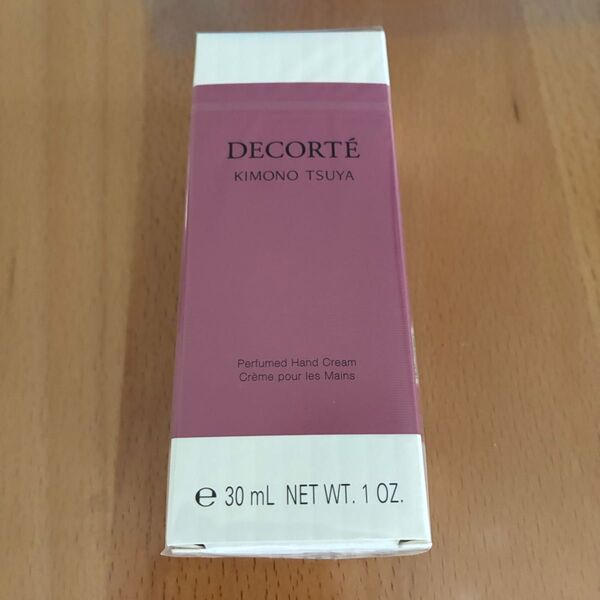 DECORTÉ
KIMONO TSUYA
Perfumed Hand Cream
Crème pour les Mains
℮ 30 mL NET WT. 1 OZ.